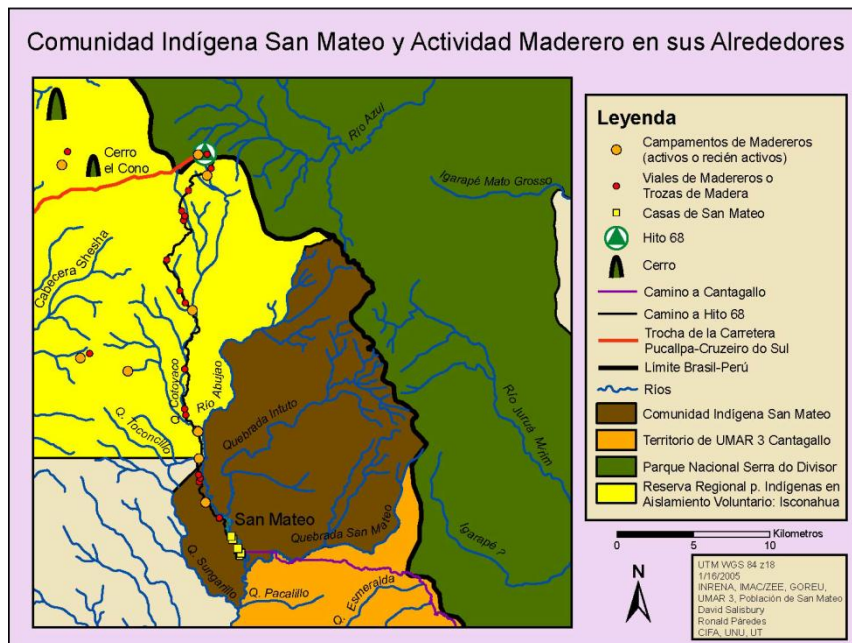 Comunidad Indígena San Mateo y Actividad Maderero en sus Alrededores
Río Azul
Cerro
el Cono
Igarapé Mato Grosso
Cabecera Shesha
Q. Cotoyaco
Río Abujao
Q. Toconcillo
Quebrada Intuto
Río Juruá Mirim
San Mateo
Quebrada San Mateo
Igarapé ?
Q. Sungarillo
Q. Pacalillo
Q. Esmeralda
Leyenda
Campamentos de Madereros
(activos o recién activos)
Viales de Madereros o
Trozas de Madera
Casas de San Mateo
Hito 68
Cerro
Camino a Cantagallo
Camino a Hito 68
Trocha de la Carretera
Pucallpa-Cruzeiro do Sul
Límite Brasil-Perú
Ríos
Comunidad Indígena San Mateo
Territorio de UMAR 3 Cantagallo
Parque Nacional Serra do Divisor
Reserva Regional p. Indígenas en
Aislamiento Voluntario: Isconahua
Kilometros
0 5 10
N
UTM WGS 84 z18
1/16/2005
INRENA, IMAC/ZEE, GOREU,
UMAR 3, Población de San Mateo
David Salisbury
Ronald Páredes
CIFA, UNU, UT